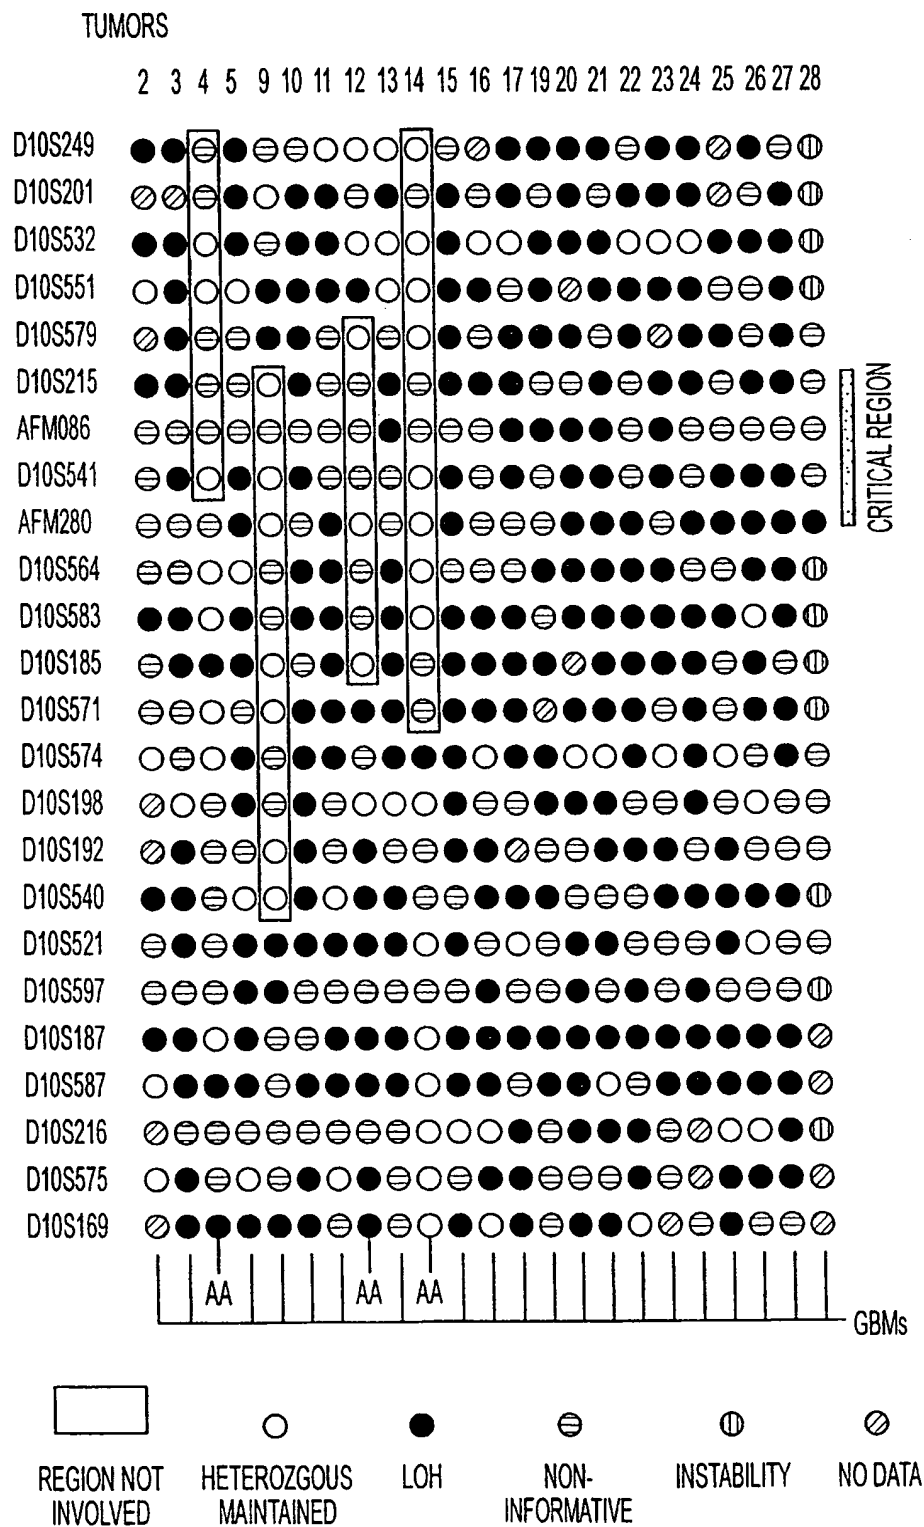 TUMORS
2 3 4 5 9 10 11 12 13 14 15 16 17 19 20 21 22 23 24 25 26 27 28
D10S249
D10S201
D10S532
D10S551
D10S579
D10S215
AFM086
D10S541
AFM280
D10S564
D10S583
D10S185
D10S571
D10S574
D10S198
D10S192
D10S540
D10S521
D10S597
D10S187
D10S587
D10S216
D10S575
D10S169
CRITICAL REGION
AA AA AA
GBMs
REGION NOT INVOLVED
HETEROZGOUS MAINTAINED
LOH
NON-INFORMATIVE
INSTABILITY
NO DATA